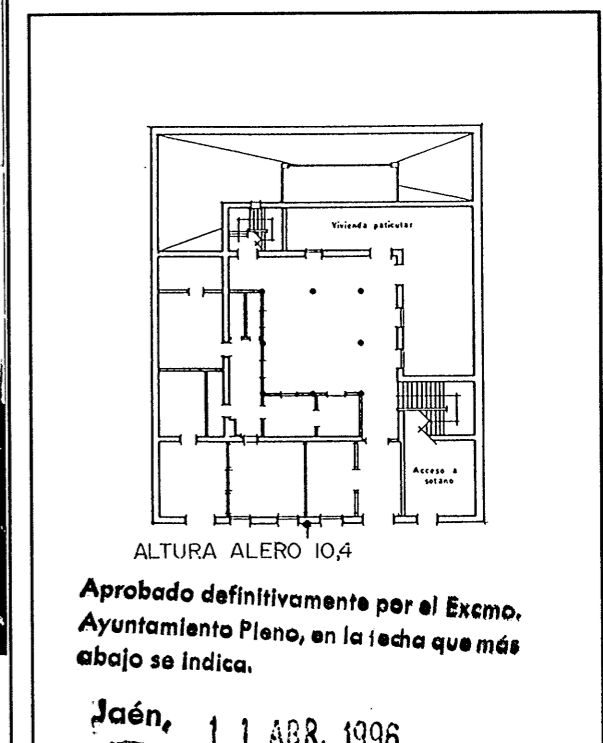 Vivienda paticular
Acceso a
sotano
ALTURA ALERO 10,4
Aprobado definitivamente por el Excmo.
Ayuntamiento Pleno, en la fecha que más
abajo se indica.
Jaén, 11 ABR. 1996